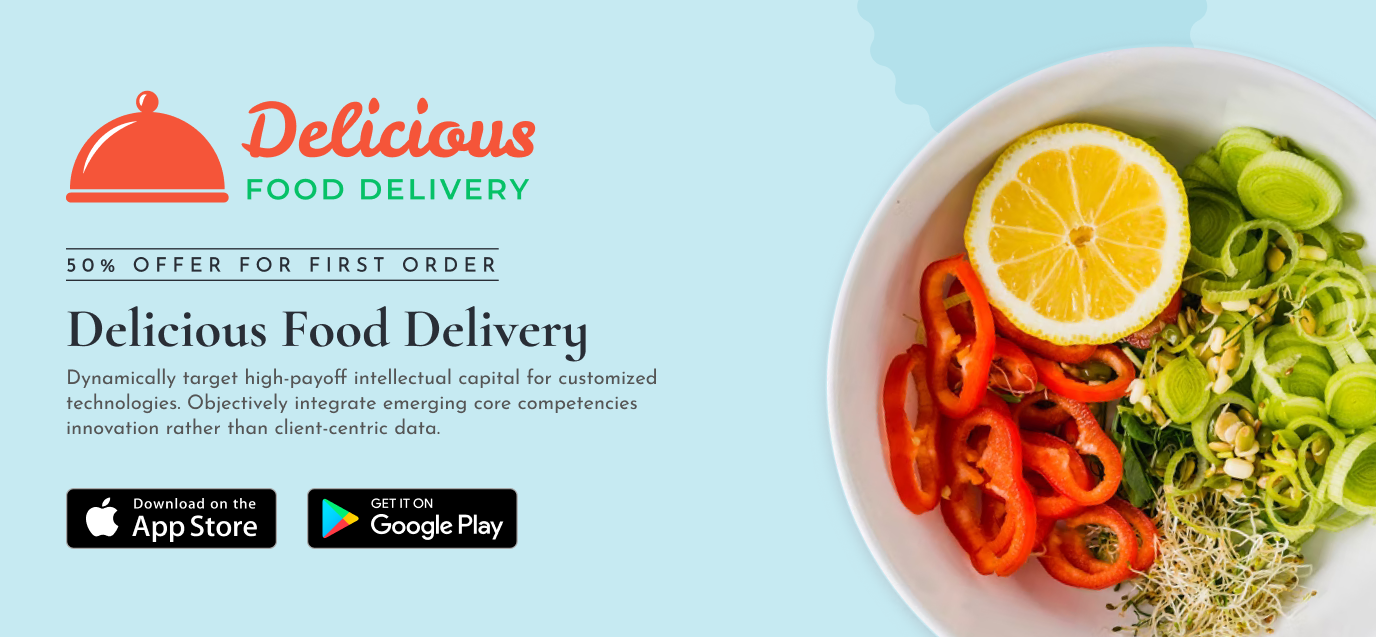 Delicious
FOOD DELIVERY
50% OFFER FOR FIRST ORDER
Delicious Food Delivery
Dynamically target high-payoff intellectual capital for customized
technologies. Objectively integrate emerging core competencies
innovation rather than client-centric data.
Download on the
App Store
GET IT ON
Google Play